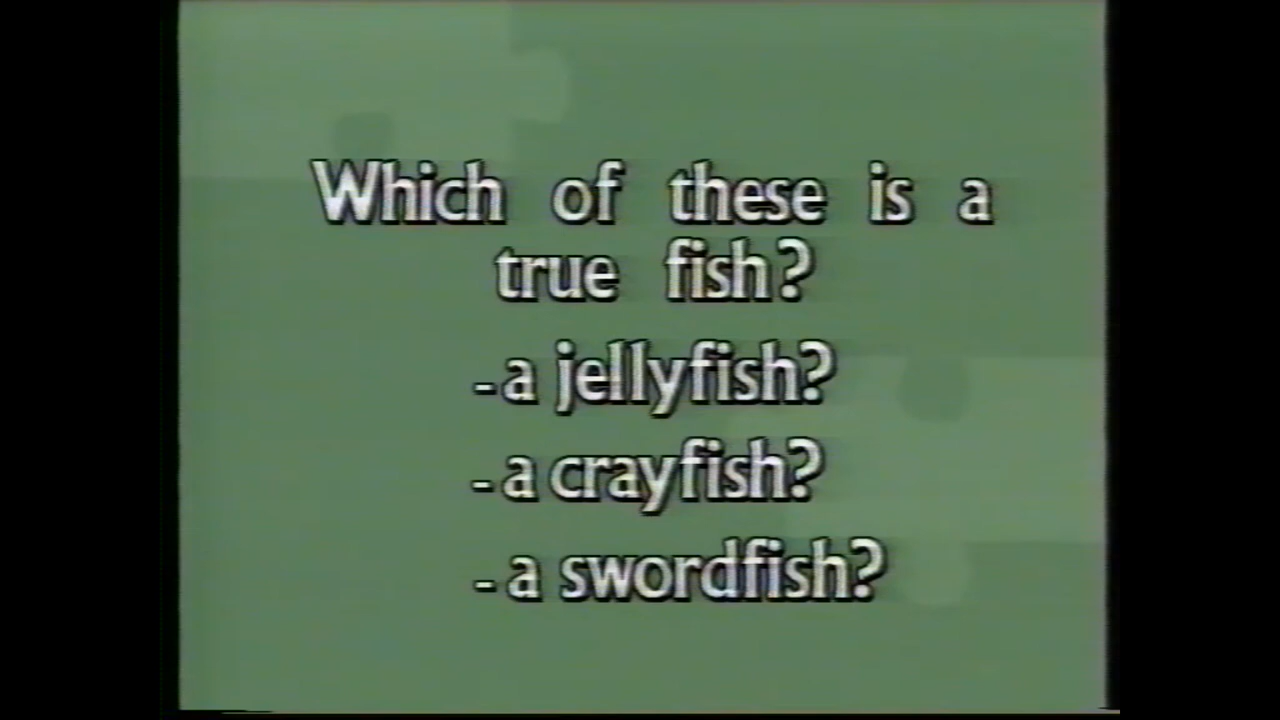 Which of these is a
true fish?
-a jellyfish?
-a crayfish?
-a swordfish?